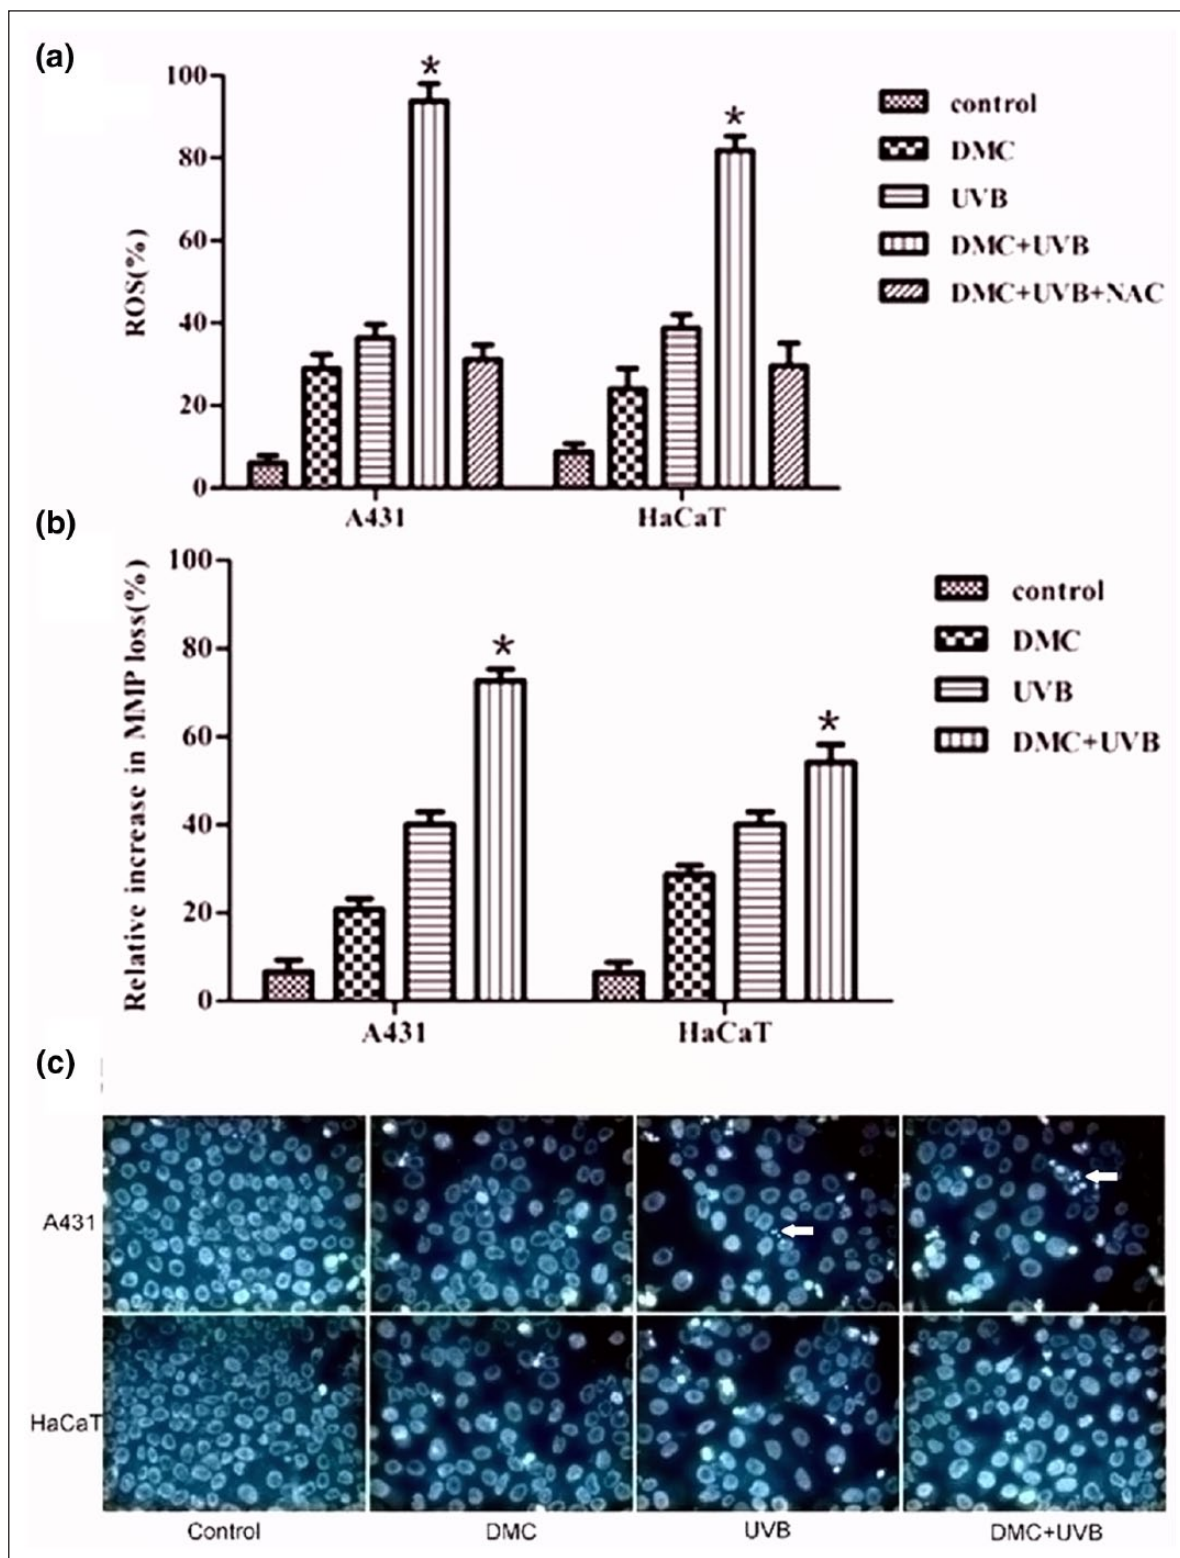 (a)
*
*
100
80
60
40
20
0
ROS(%)
A431
HaCaT
control
DMC
UVB
DMC+UVB
DMC+UVB+NAC
(b)
*
*
100
80
60
40
20
0
Relative increase in MMP loss(%)
A431
HaCaT
control
DMC
UVB
DMC+UVB
(c)
A431
HaCaT
Control
DMC
UVB
DMC+UVB